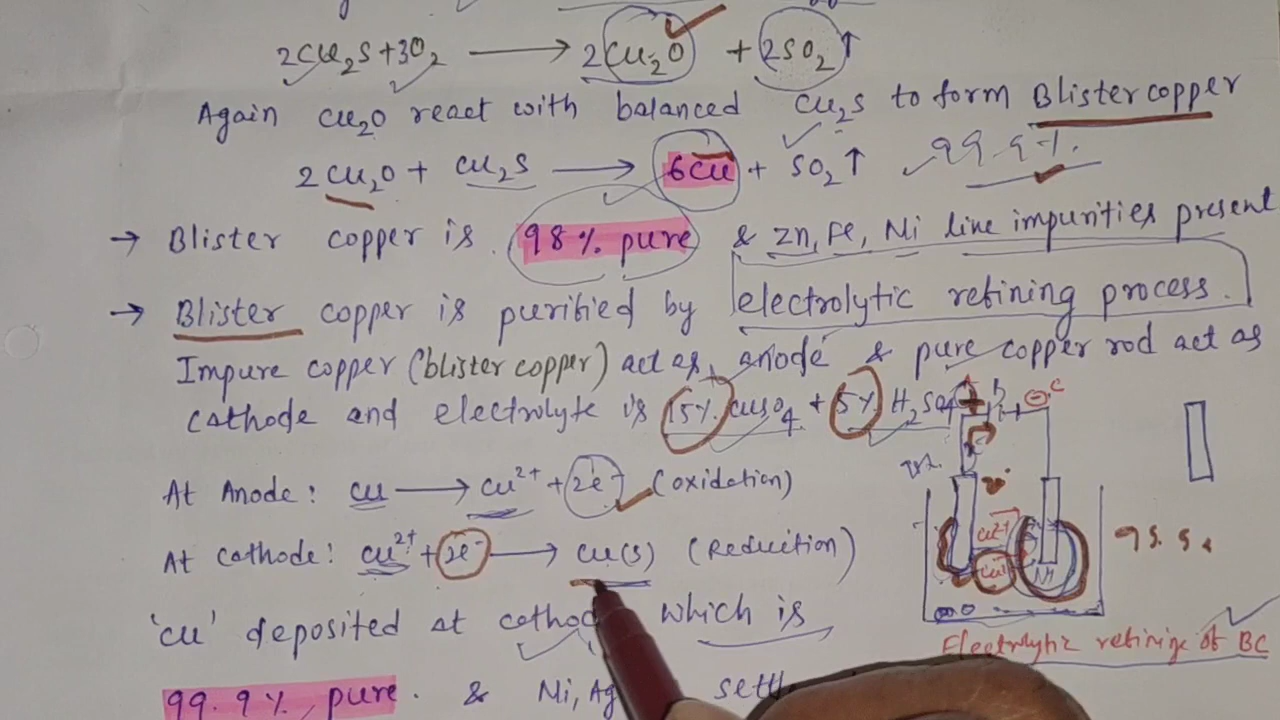 2Cu₂S+3O₂ ⟶ 2Cu₂O + 2SO₂↑
Again Cu₂O react with balanced Cu₂S to form Blister copper
2Cu₂O + Cu₂S ⟶ 6Cu + SO₂↑ 99.9%.
→ Blister copper is 98% pure & Zn, Fe, Ni line impurities present
→ Blister copper is purified by electrolytic refining process.
Impure copper (blister copper) act as anode & pure copper rod act as
cathode and electrolyte is 15% CuSO₄ + 5% H₂SO₄
At Anode: Cu ⟶ Cu²⁺ + 2e⁻ (oxidation)
At cathode: Cu²⁺ + 2e⁻ ⟶ Cu(s) (Reduction)
'Cu' deposited at cathod which is
99.9% pure. & Ni, Ag
Cu²⁺
Electrolytic refining of BC